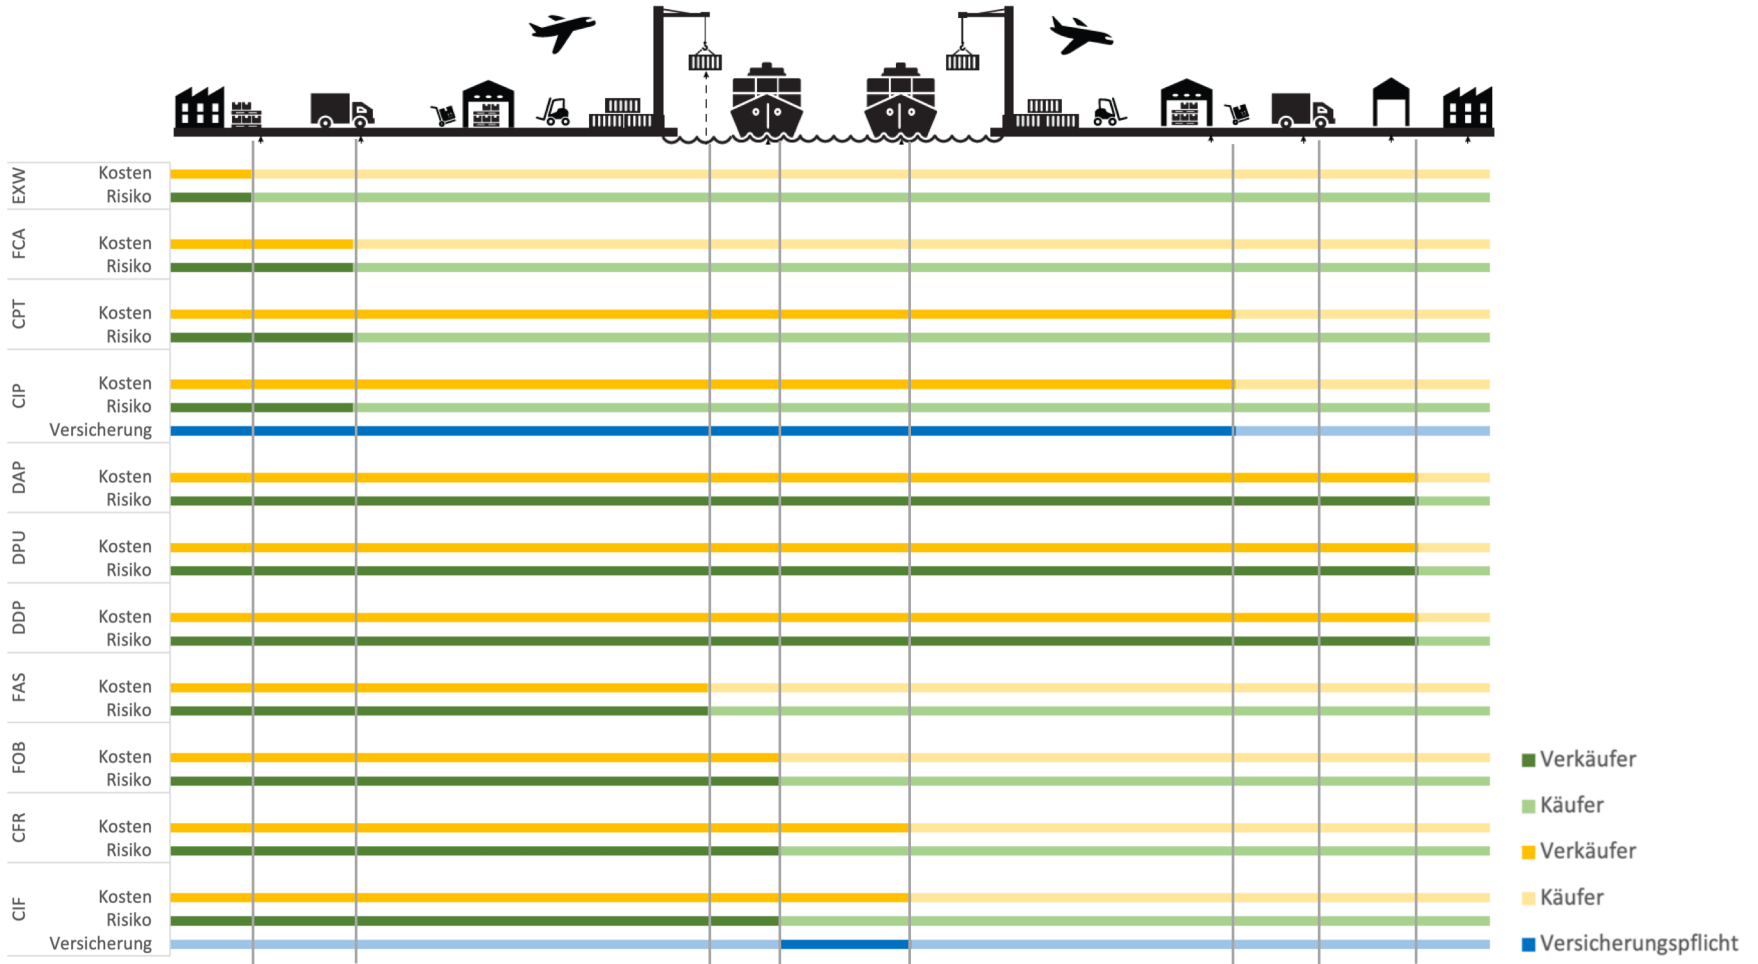 EXW
Kosten
Risiko
FCA
Kosten
Risiko
CPT
Kosten
Risiko
CIP
Kosten
Risiko
Versicherung
DAP
Kosten
Risiko
DPU
Kosten
Risiko
DDP
Kosten
Risiko
FAS
Kosten
Risiko
FOB
Kosten
Risiko
CFR
Kosten
Risiko
CIF
Kosten
Risiko
Versicherung
Verkäufer
Käufer
Verkäufer
Käufer
Versicherungspflicht